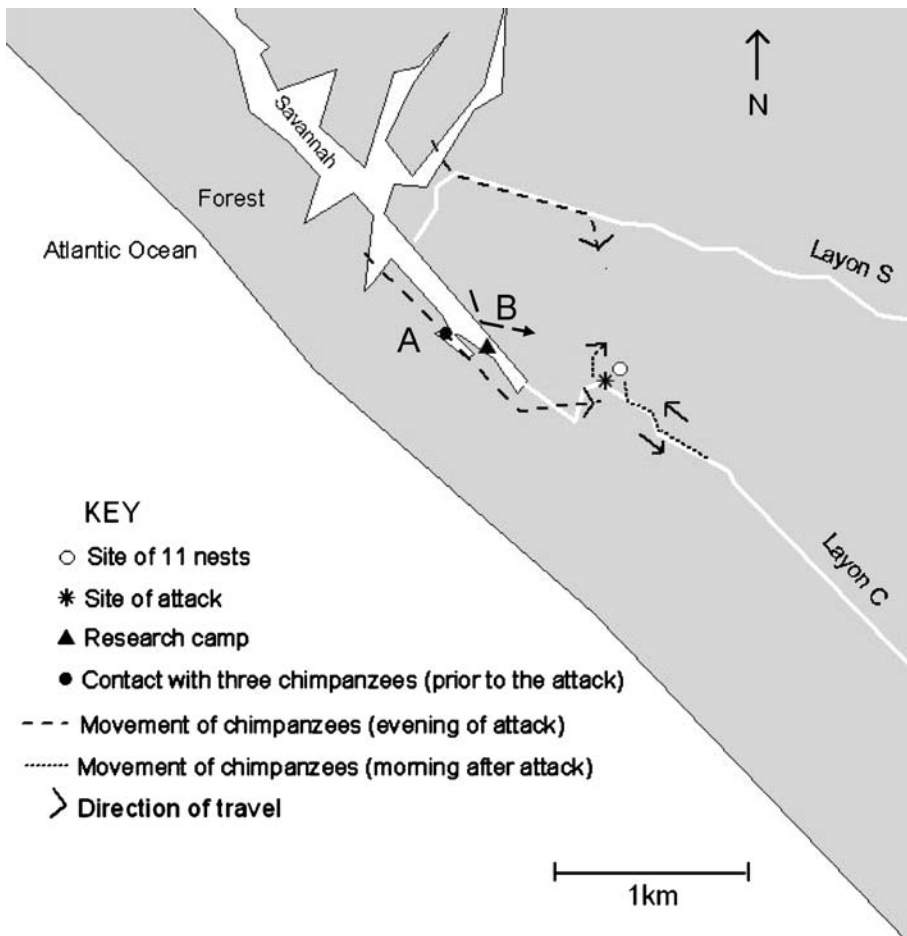 N
Savannah
Forest
Atlantic Ocean
Layon S
B
A
Layon C
KEY
Site of 11 nests
Site of attack
Research camp
Contact with three chimpanzees (prior to the attack)
Movement of chimpanzees (evening of attack)
Movement of chimpanzees (morning after attack)
Direction of travel
1km